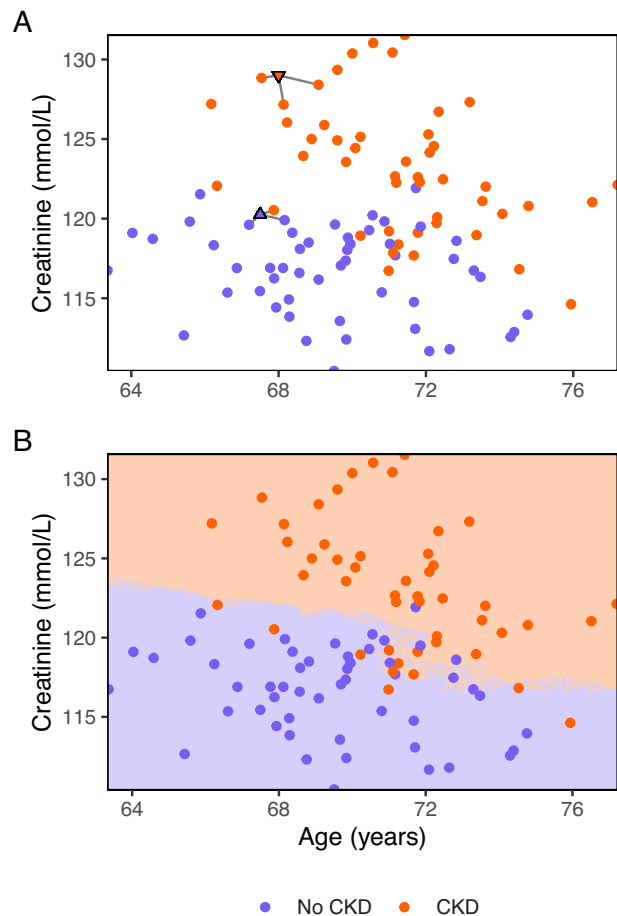 A
Creatinine (mmol/L)
130
125
120
115
64 68 72 76
B
Creatinine (mmol/L)
130
125
120
115
64 68 72 76
Age (years)
No CKD CKD